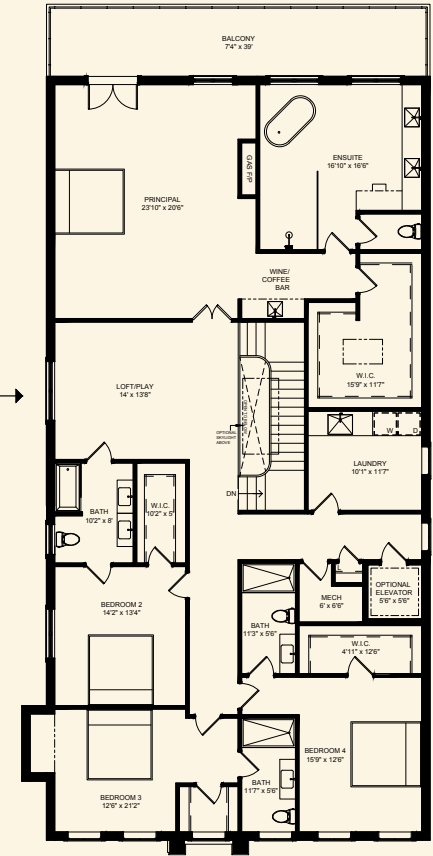 BALCONY
7'4" x 39'
ENSUITE
16'10" x 16'6"
GAS F/P
PRINCIPAL
23'10" x 20'6"
WINE/
COFFEE
BAR
W.I.C.
15'9" x 11'7"
LOFT/PLAY
14' x 13'8"
OPTIONAL
SKYLIGHT
ABOVE
W
D
LAUNDRY
10'1" x 11'7"
DN
BATH
10'2" x 8'
W.I.C.
10'2" x 5'
BEDROOM 2
14'2" x 13'4"
MECH
6' x 6'6"
OPTIONAL
ELEVATOR
5'6" x 5'6"
BATH
11'3" x 5'6"
W.I.C.
4'11" x 12'6"
BEDROOM 4
15'9" x 12'6"
BATH
11'7" x 5'6"
BEDROOM 3
12'6" x 21'2"